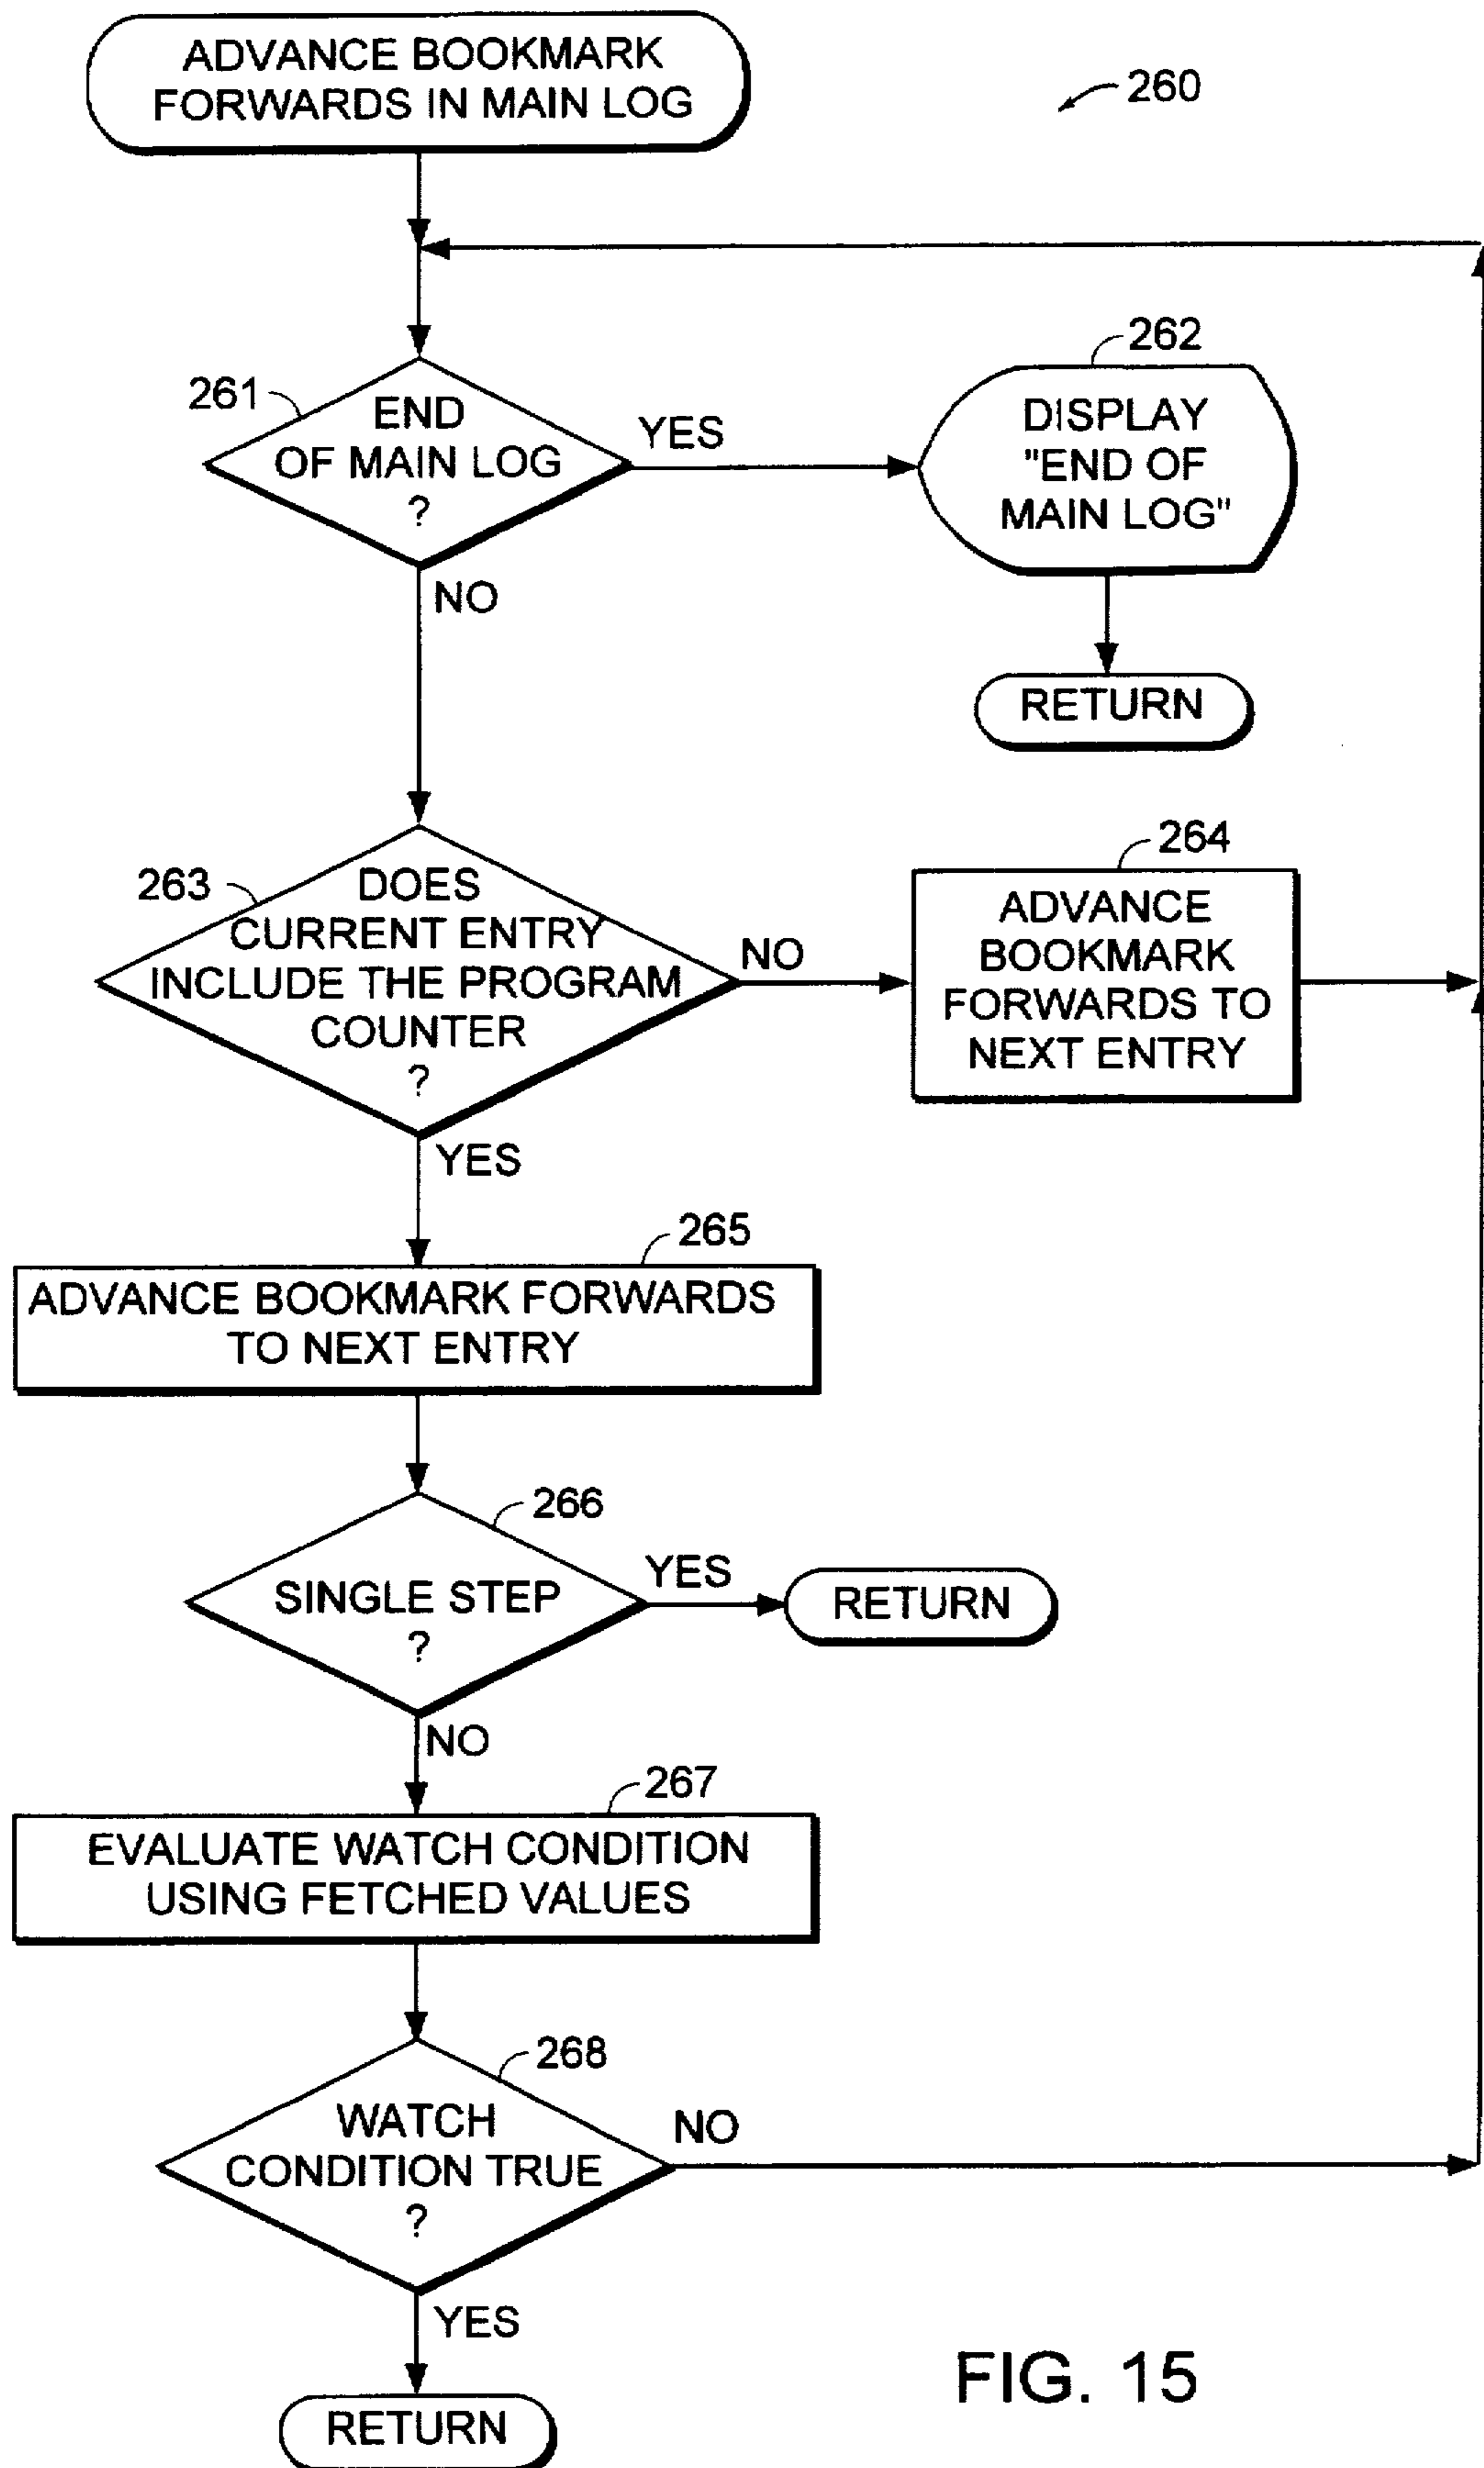 ADVANCE BOOKMARK
FORWARDS IN MAIN LOG
260
261
END
OF MAIN LOG
?
YES
NO
262
DISPLAY
"END OF
MAIN LOG"
RETURN
263
DOES
CURRENT ENTRY
INCLUDE THE PROGRAM
COUNTER
?
NO
YES
264
ADVANCE
BOOKMARK
FORWARDS TO
NEXT ENTRY
265
ADVANCE BOOKMARK FORWARDS
TO NEXT ENTRY
266
SINGLE STEP
?
YES
RETURN
NO
267
EVALUATE WATCH CONDITION
USING FETCHED VALUES
268
WATCH
CONDITION TRUE
?
NO
YES
RETURN
FIG. 15